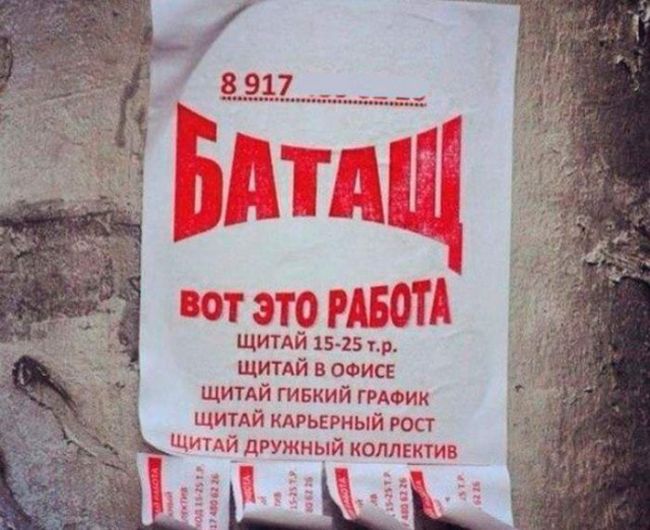 8 917
БАТАЩ
ВОТ ЭТО РАБОТА
ЩИТАЙ 15-25 т.р.
ЩИТАЙ В ОФИСЕ
ЩИТАЙ ГИБКИЙ ГРАФИК
ЩИТАЙ КАРЬЕРНЫЙ РОСТ
ЩИТАЙ ДРУЖНЫЙ КОЛЛЕКТИВ